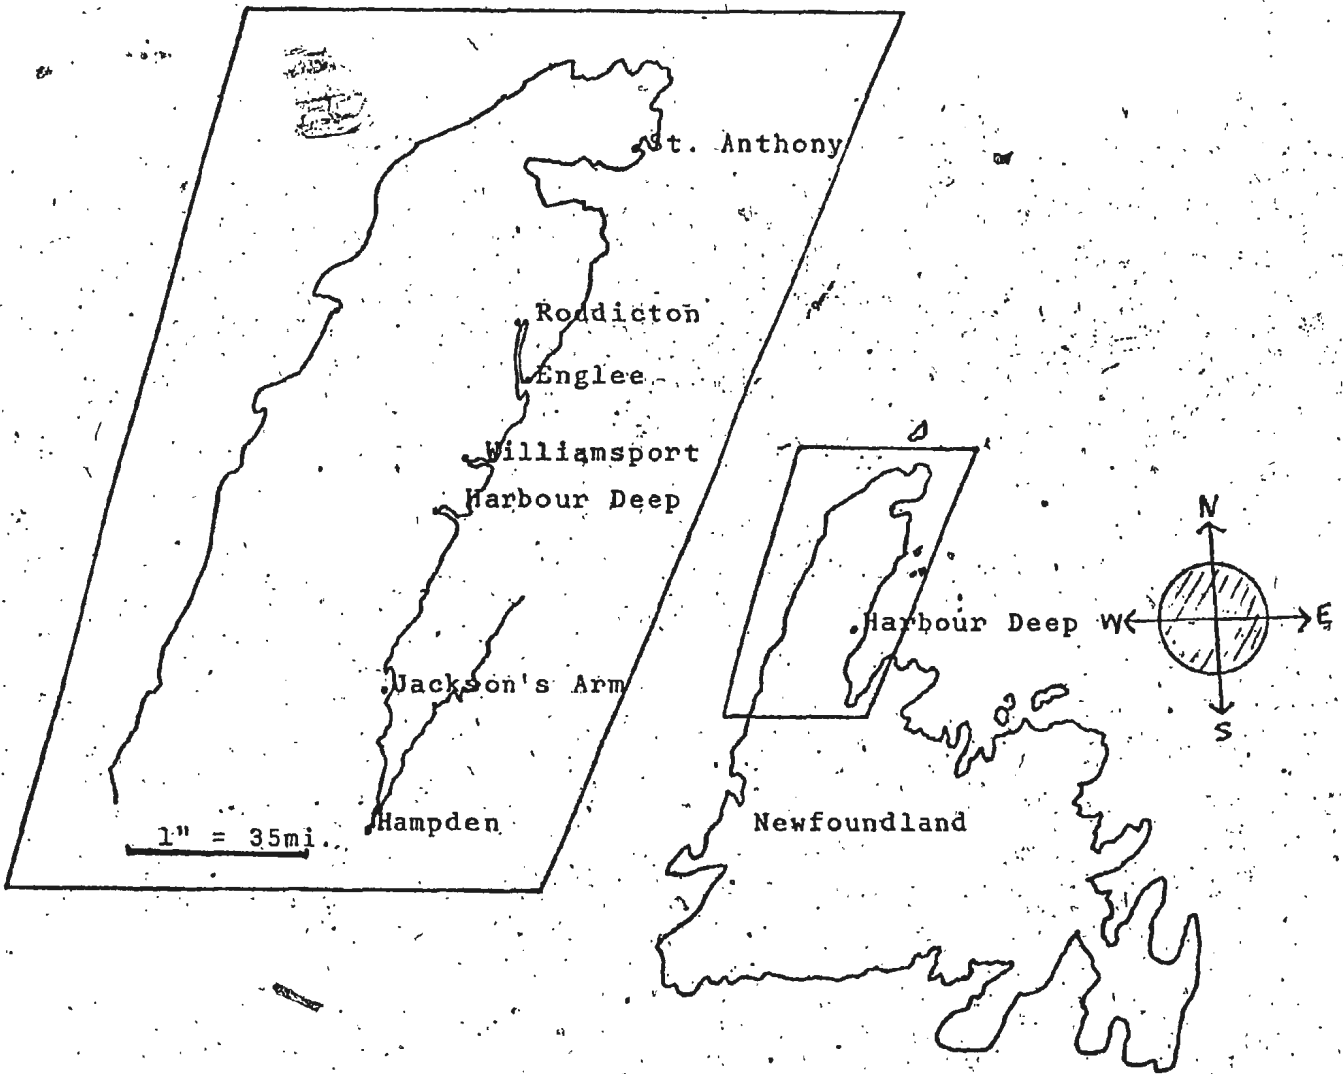 St. Anthony
Roddicton
Englee
Williamsport
Harbour Deep
Jackson's Arm
Hampden
1" = 35mi.
N
Harbour Deep
W
E
S
Newfoundland